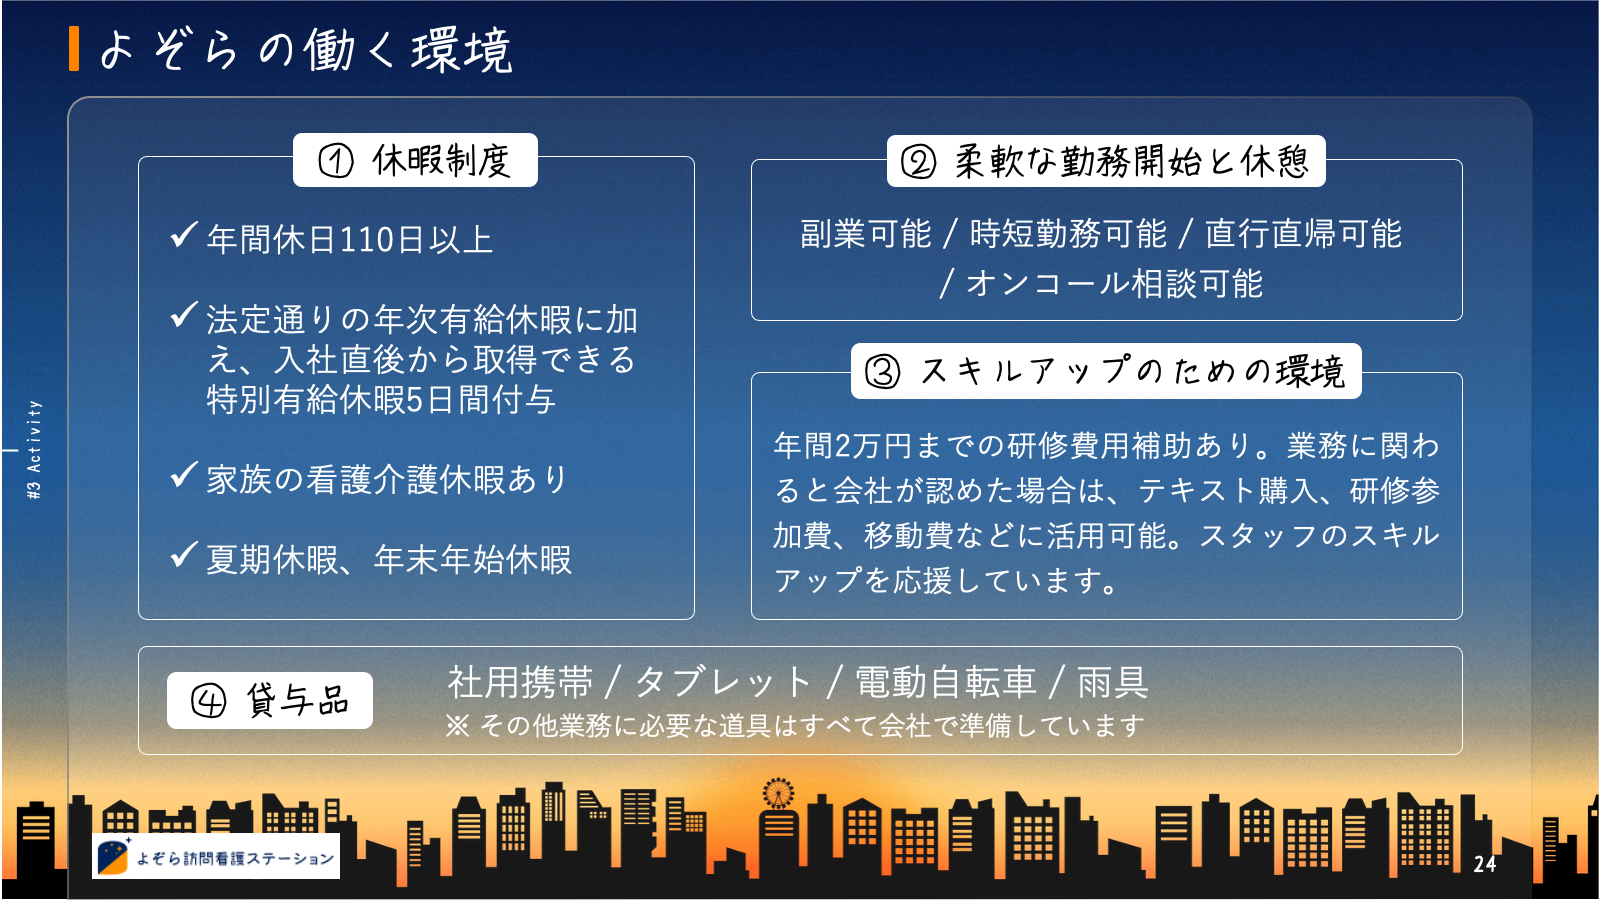 よぞらの働く環境
① 休暇制度
年間休日110日以上
法定通りの年次有給休暇に加
え、入社直後から取得できる
特別有給休暇5日間付与
家族の看護介護休暇あり
夏期休暇、年末年始休暇
② 柔軟な勤務開始と休憩
副業可能 / 時短勤務可能 / 直行直帰可能
/ オンコール相談可能
③ スキルアップのための環境
年間2万円までの研修費用補助あり。業務に関わ
ると会社が認めた場合は、テキスト購入、研修参
加費、移動費などに活用可能。スタッフのスキル
アップを応援しています。
④ 貸与品
社用携帯 / タブレット / 電動自転車 / 雨具
※ その他業務に必要な道具はすべて会社で準備しています
#3 Activity
よぞら訪問看護ステーション
24